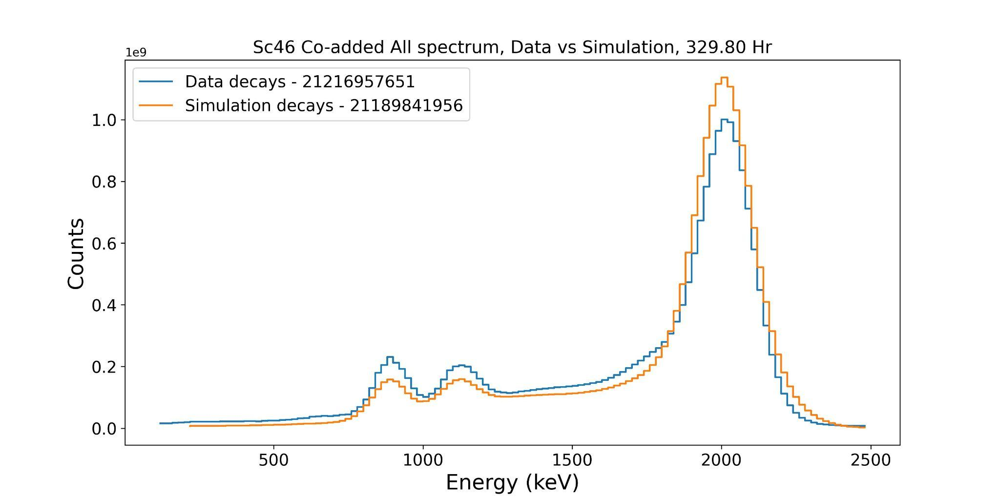 Sc46 Co-added All spectrum, Data vs Simulation, 329.80 Hr
1e9
Data decays - 21216957651
Simulation decays - 21189841956
1.0
0.8
0.6
0.4
0.2
0.0
Counts
500 1000 1500 2000 2500
Energy (keV)